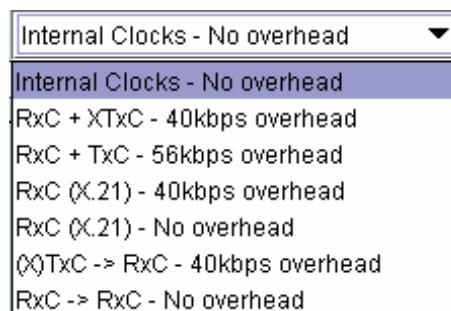 Internal Clocks - No overhead
Internal Clocks - No overhead
RxC + XTxC - 40kbps overhead
RxC + TxC - 56kbps overhead
RxC (X.21) - 40kbps overhead
RxC (X.21) - No overhead
(X)TxC -> RxC - 40kbps overhead
RxC -> RxC - No overhead